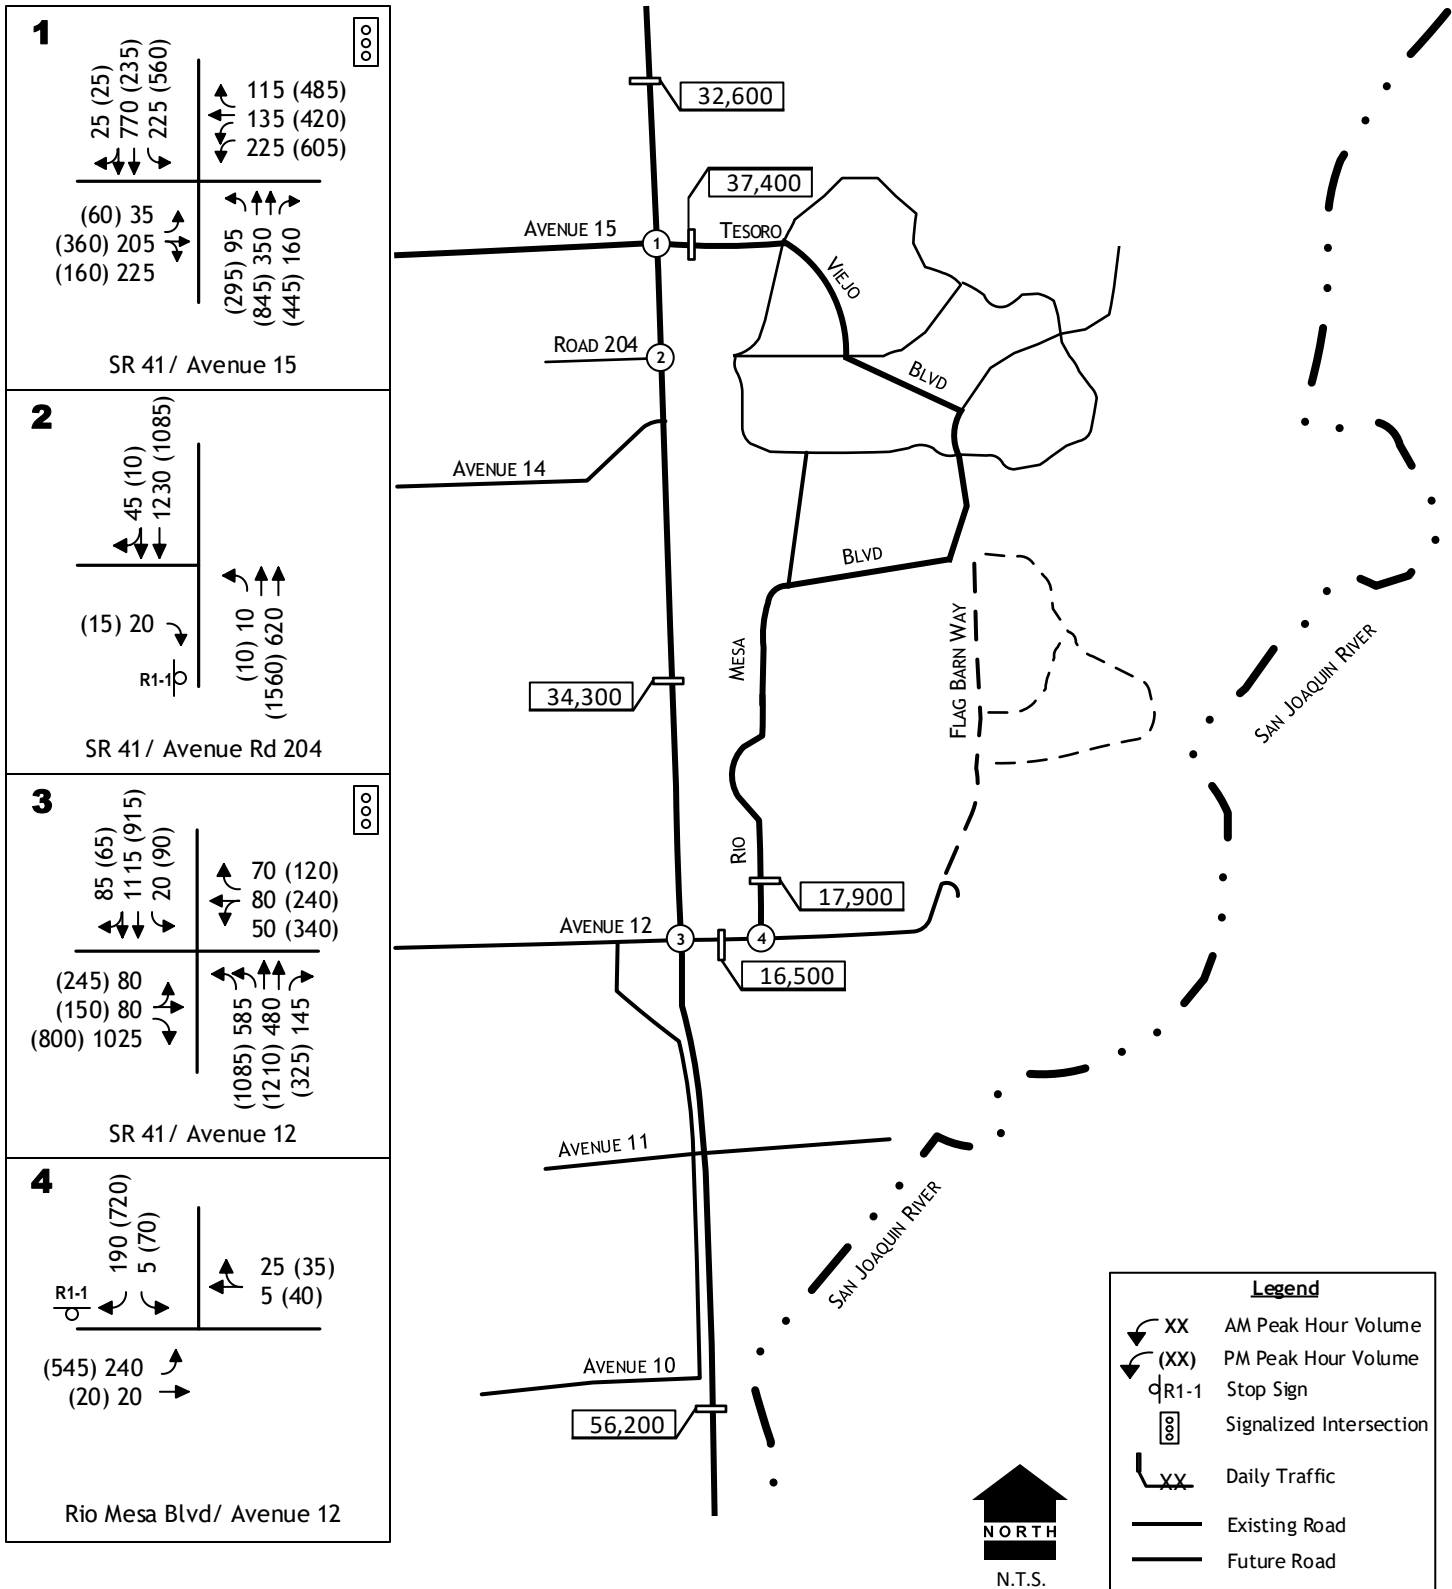 1
25 (25)
770 (235)
225 (560)
115 (485)
135 (420)
225 (605)
(60) 35
(360) 205
(160) 225
(295) 95
(845) 350
(445) 160
SR 41/ Avenue 15
2
45 (10)
1230 (1085)
(15) 20
R1-1
(10) 10
(1560) 620
SR 41/ Avenue Rd 204
3
85 (65)
1115 (915)
20 (90)
70 (120)
80 (240)
50 (340)
(245) 80
(150) 80
(800) 1025
(1085) 585
(1210) 480
(325) 145
SR 41/ Avenue 12
4
190 (720)
5 (70)
R1-1
25 (35)
5 (40)
(545) 240
(20) 20
Rio Mesa Blvd/ Avenue 12
32,600
37,400
AVENUE 15
1
TESORO
VIEJO
ROAD 204
2
BLVD
AVENUE 14
BLVD
MESA
FLAG BARN WAY
SAN JOAQUIN RIVER
34,300
RIO
17,900
AVENUE 12
3
4
16,500
AVENUE 11
SAN JOAQUIN RIVER
AVENUE 10
56,200
NORTH
N.T.S.
Legend
XX AM Peak Hour Volume
(XX) PM Peak Hour Volume
R1-1 Stop Sign
Signalized Intersection
XX Daily Traffic
Existing Road
Future Road